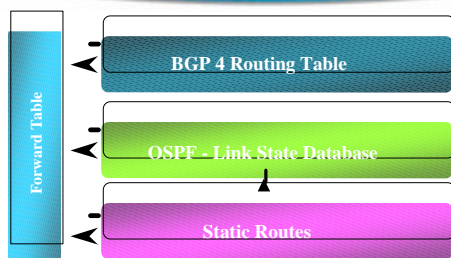 Forward Table
BGP 4 Routing Table
OSPF - Link State Database
Static Routes